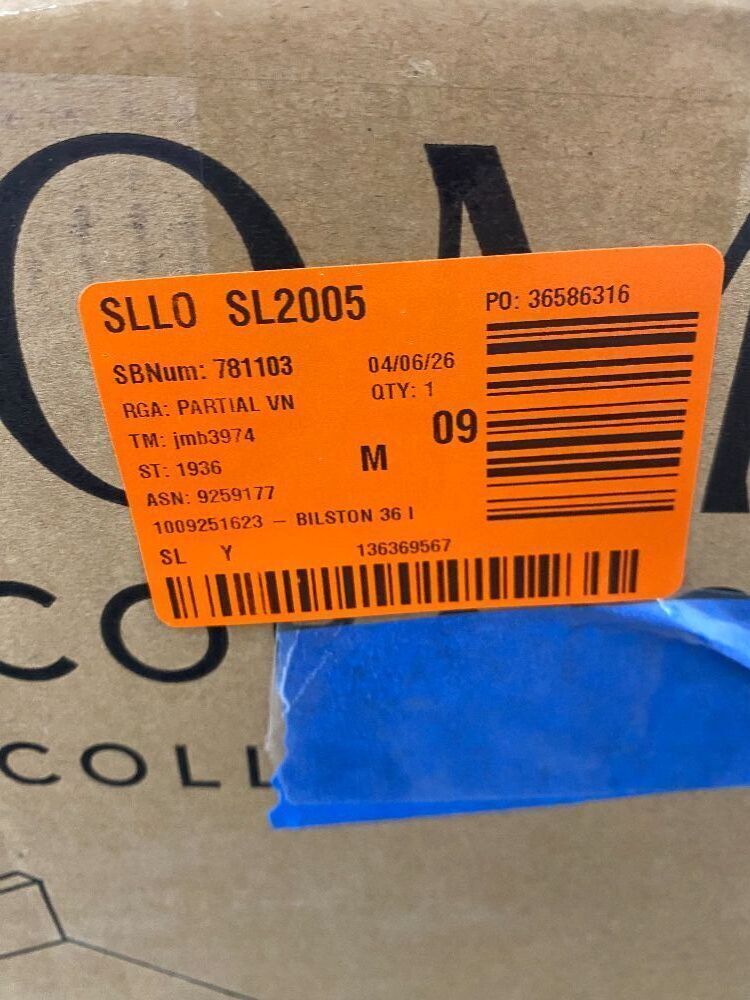 SLLO SL2005
PO: 36586316
SBNum: 781103
04/06/26
RGA: PARTIAL VN
QTY: 1
TM: jmb3974
09
ST: 1936
M
ASN: 9259177
1009251623 – BILSTON 36 I
SL Y
136369567
CO
COLL